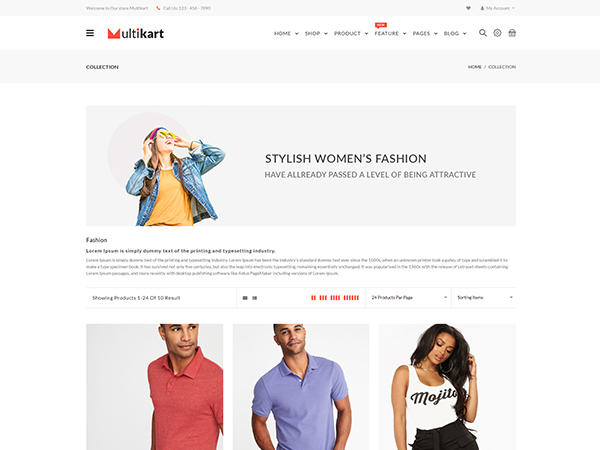 Welcome to Our store Multikart
Call Us: 123 - 456 - 7890
My Account
Multikart
HOME SHOP PRODUCT FEATURE PAGES BLOG
NEW
COLLECTION
HOME / COLLECTION
STYLISH WOMEN'S FASHION
HAVE ALLREADY PASSED A LEVEL OF BEING ATTRACTIVE
Fashion
Lorem Ipsum is simply dummy text of the printing and typesetting industry.
Lorem Ipsum is simply dummy text of the printing and typesetting industry. Lorem Ipsum has been the industry's standard dummy text ever since the 1500s, when an unknown printer took a galley of type and scrambled it to
make a type specimen book. It has survived not only five centuries, but also the leap into electronic typesetting, remaining essentially unchanged. It was popularised in the 1960s with the release of Letraset sheets containing
Lorem Ipsum passages, and more recently with desktop publishing software like Aldus PageMaker including versions of Lorem Ipsum.
Showing Products 1-24 Of 10 Result
24 Products Par Page
Sorting Items
Mojito